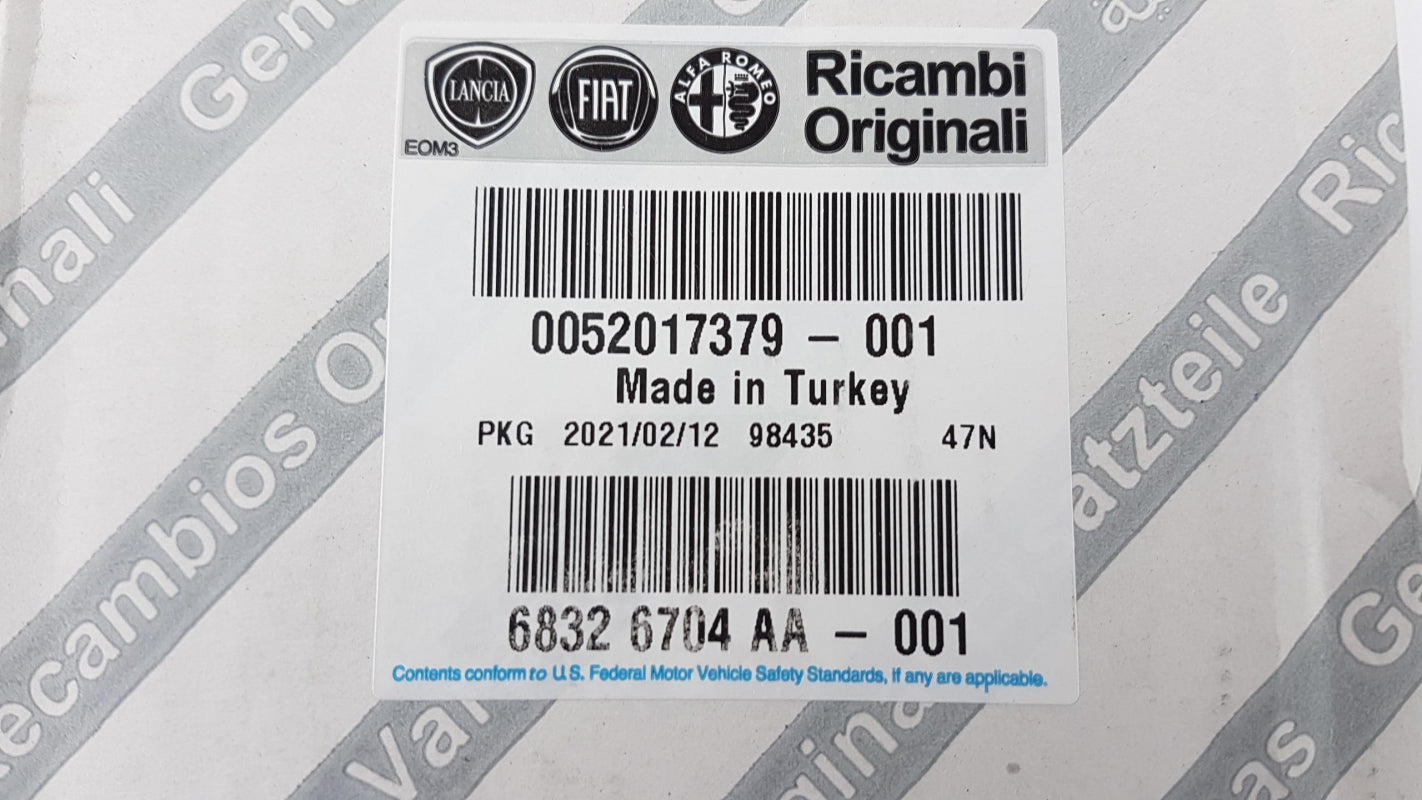 LANCIA
FIAT
ALFA ROMEO
Ricambi
Originali
EOM3
0052017379 – 001
Made in Turkey
PKG 2021/02/12 98435 47N
6832 6704 AA – 001
Contents conform to U.S. Federal Motor Vehicle Safety Standards, if any are applicable.